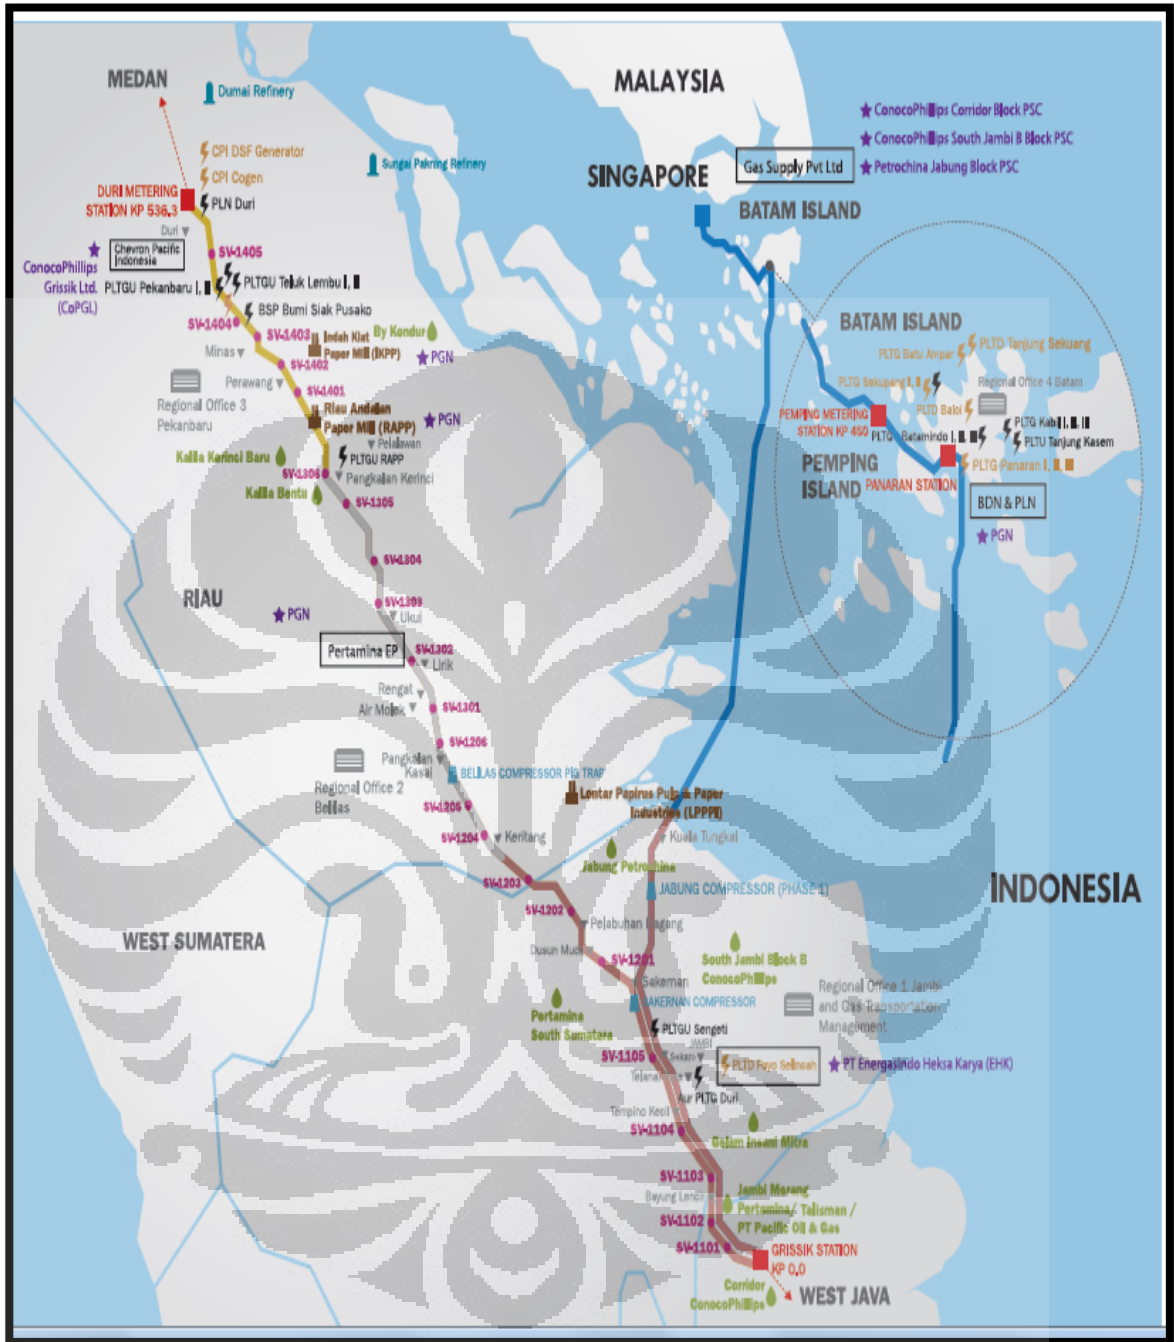 MEDAN
Dumai Refinery
MALAYSIA
ConocoPhillips Corridor Block PSC
ConocoPhillips South Jambi B Block PSC
Petrochina Jabung Block PSC
CPI DSF Generator
CPI Cogen
Sungai Pakning Refinery
SINGAPORE
Gas Supply Pvt Ltd
DURI METERING
STATION KP 536.3
PLN Duri
BATAM ISLAND
Duri
Chevron Pacific
Indonesia
SV-1405
ConocoPhillips
Grissik Ltd.
(CoPGL)
PLTGU Pekanbaru I, II
PLTGU Teluk Lembu I, II
BSP Bumi Siak Pusako
SV-1404
SV-1403
Indah Kiat
Paper Mill (IKPP)
By Kondur
PGN
Minas
SV-1402
Perawang
SV-1401
Regional Office 3
Pekanbaru
Riau Andalan
Paper Mill (RAPP)
PGN
Pelalawan
PLTGU RAPP
Kalila Kerinci Baru
SV-1306
Pangkalan Kerinci
Kalila Bentu
SV-1305
BATAM ISLAND
PLTD Tanjung Sekuang
PLTG Batu Ampar
PLTG Sekupang I, II
Regional Office 4 Batam
PLTD Baloi
PEMPING METERING
STATION KP 450
PLTG Kabil I, II, III
PLTG Batamindo I, II, III
PLTU Tanjung Kasem
PEMPING
ISLAND
PANARAN STATION
PLTG Panaran I, II, III
BDN & PLN
PGN
SV-1304
RIAU
SV-1303
PGN
Ukui
Pertamina EP
SV-1302
Lirik
Rengat
Air Molek
SV-1301
SV-1206
Pangkalan
Kasai
Regional Office 2
Belilas
BELILAS COMPRESSOR PIG TRAP
SV-1205
Lontar Papirus Pulp & Paper
Industries (LPPPI)
SV-1204
Keritang
Kuala Tungkal
Jabung Petrochina
SV-1203
JABUNG COMPRESSOR (PHASE 1)
INDONESIA
SV-1202
Pelabuhan Dagang
WEST SUMATERA
Dusun Mudo
SV-1201
South Jambi Block B
ConocoPhillips
Sakernan
SAKERNAN COMPRESSOR
Regional Office 1 Jambi
and Gas Transportation
Management
Pertamina
South Sumatera
PLTGU Sengeti
JAMBI
SV-1105
PLTD Payo Selincah
PT Energasindo Heksa Karya (EHK)
Aur PLTG Duri
Tempino Kecil
SV-1104
Gelam Insani Mitra
SV-1103
Bayung Lencir
Jambi Merang
Pertamina/ Talisman /
PT Pacific Oil & Gas
SV-1102
SV-1101
GRISSIK STATION
KP 0.0
Corridor
ConocoPhillips
WEST JAVA